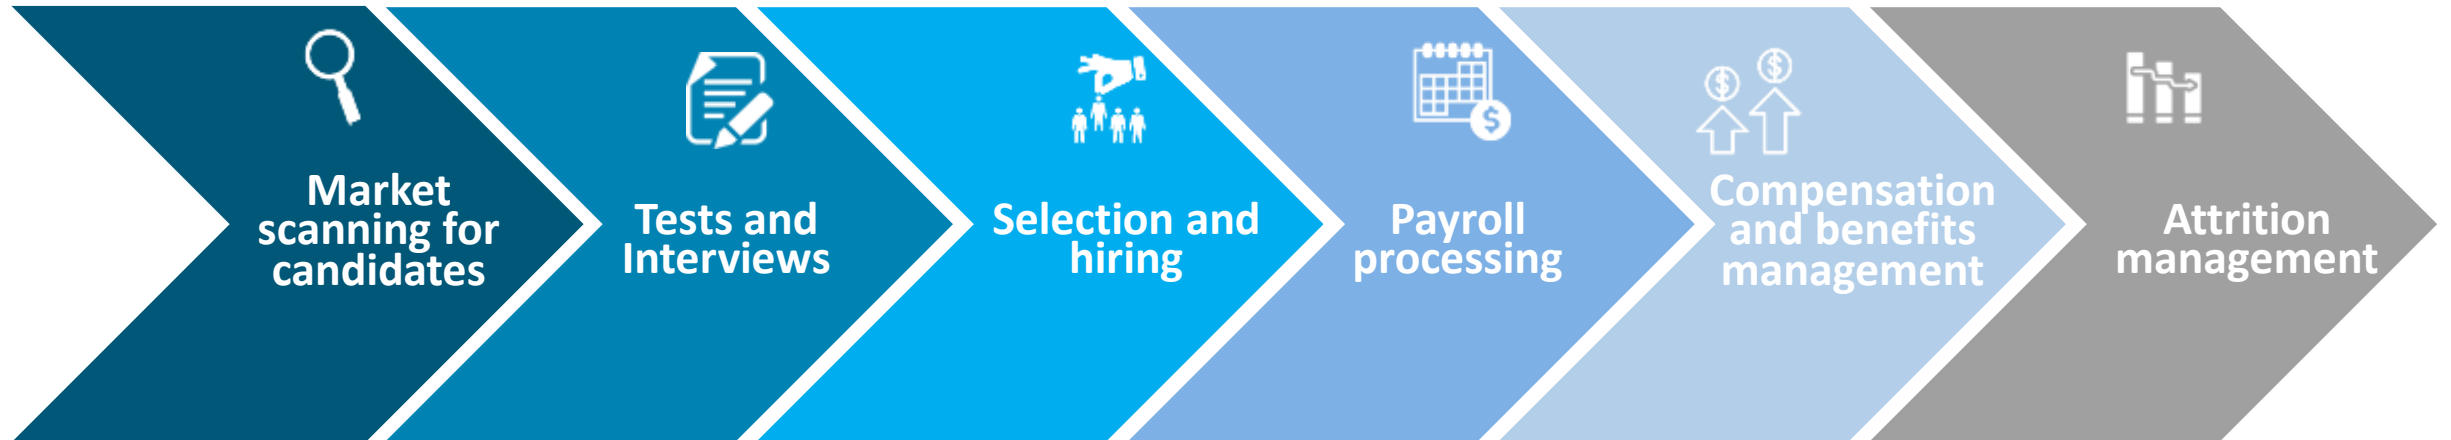 Market
scanning for
candidates
Tests and
Interviews
Selection and
hiring
Payroll
processing
Compensation
and benefits
management
Attrition
management